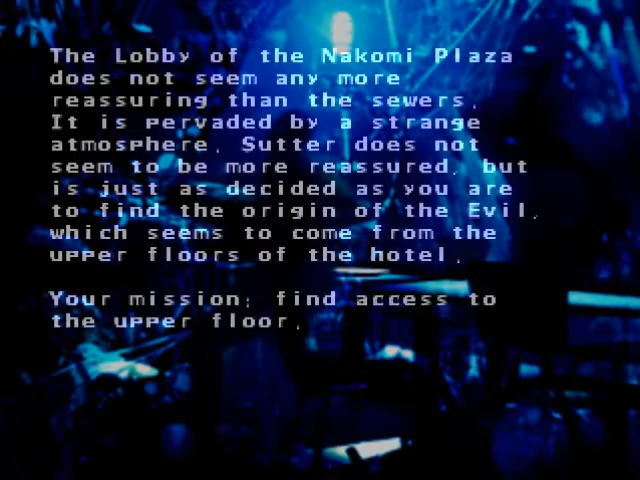 The Lobby of the Nakomi Plaza
does not seem any more
reassuring than the sewers.
It is pervaded by a strange
atmosphere. Sutter does not
seem to be more reassured, but
is just as decided as you are
to find the origin of the Evil,
which seems to come from the
upper floors of the hotel.
Your mission: find access to
the upper floor.